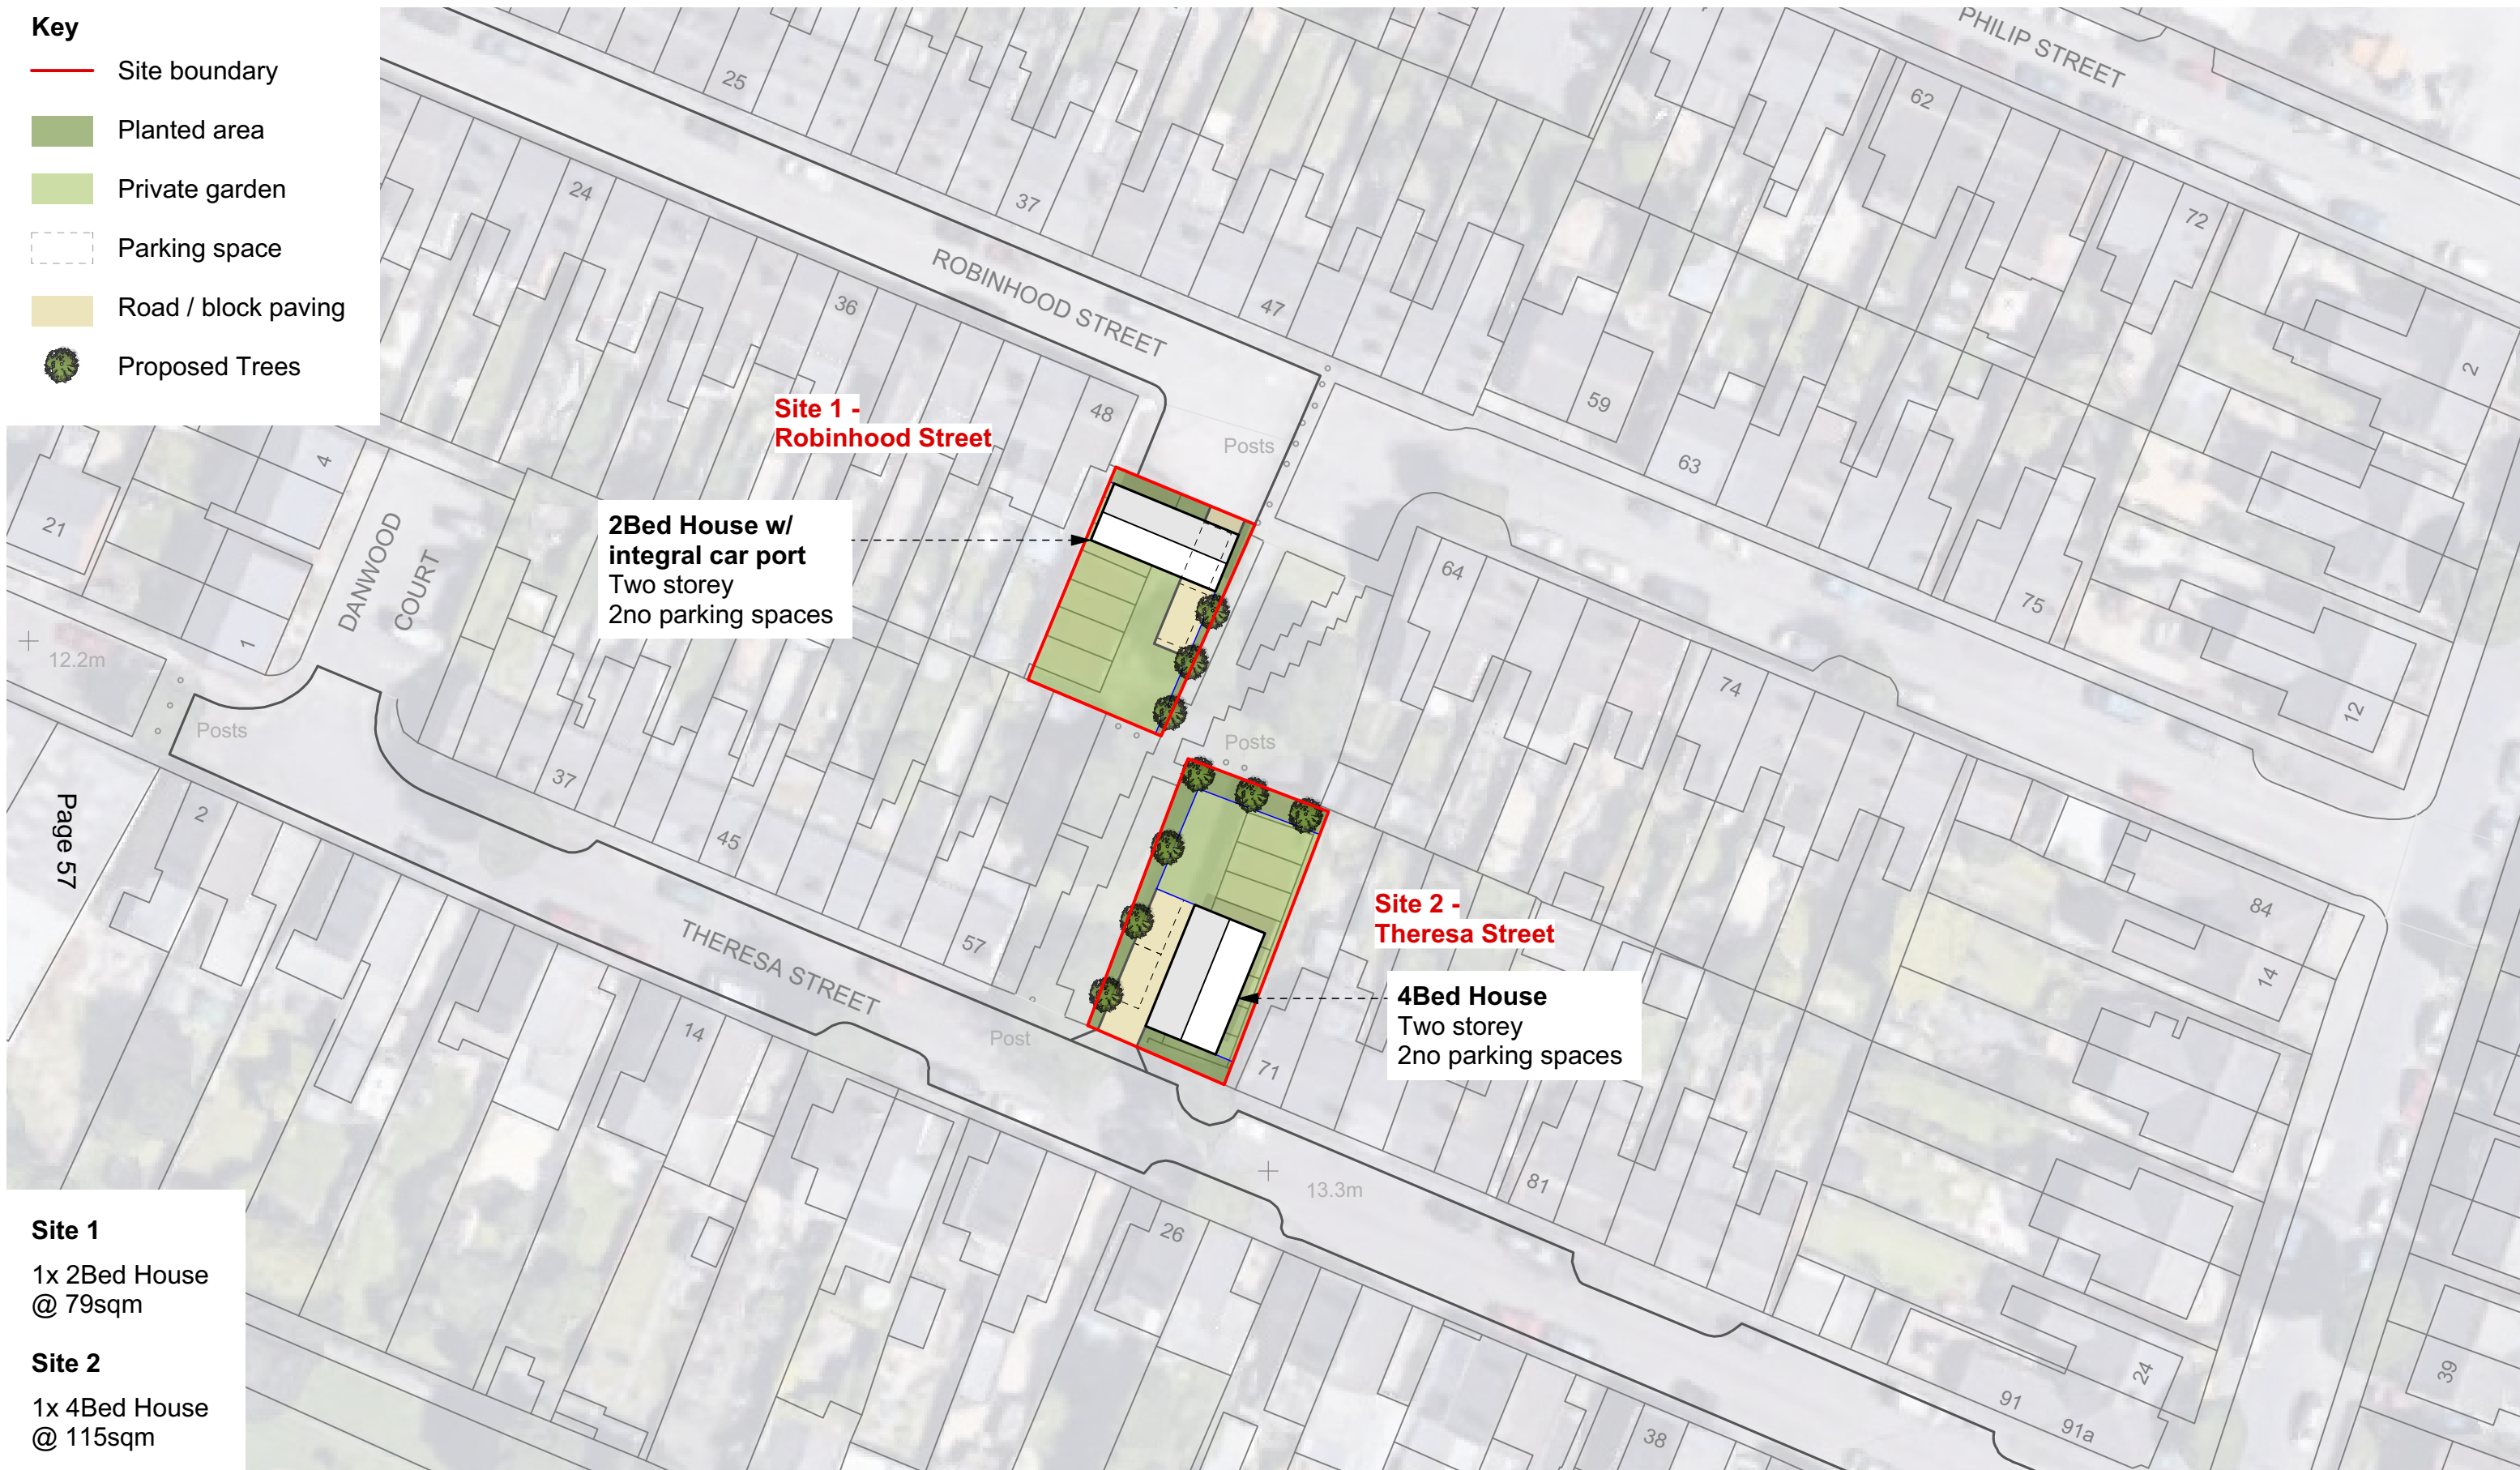 Key
Site boundary
Planted area
Private garden
Parking space
Road / block paving
Proposed Trees
PHILIP STREET
25
62
24
37
72
36
ROBINHOOD STREET
47
2
48
59
Site 1 -
Robinhood Street
Posts
63
4
21
2Bed House w/
integral car port
Two storey
2no parking spaces
DANWOOD
COURT
64
75
1
12.2m
74
12
Posts
Posts
37
Page 57
2
45
84
Site 2 -
Theresa Street
57
THERESA STREET
14
4Bed House
Two storey
2no parking spaces
14
Post
71
81
13.3m
26
Site 1
1x 2Bed House
@ 79sqm
Site 2
1x 4Bed House
@ 115sqm
24
39
91
91a
38